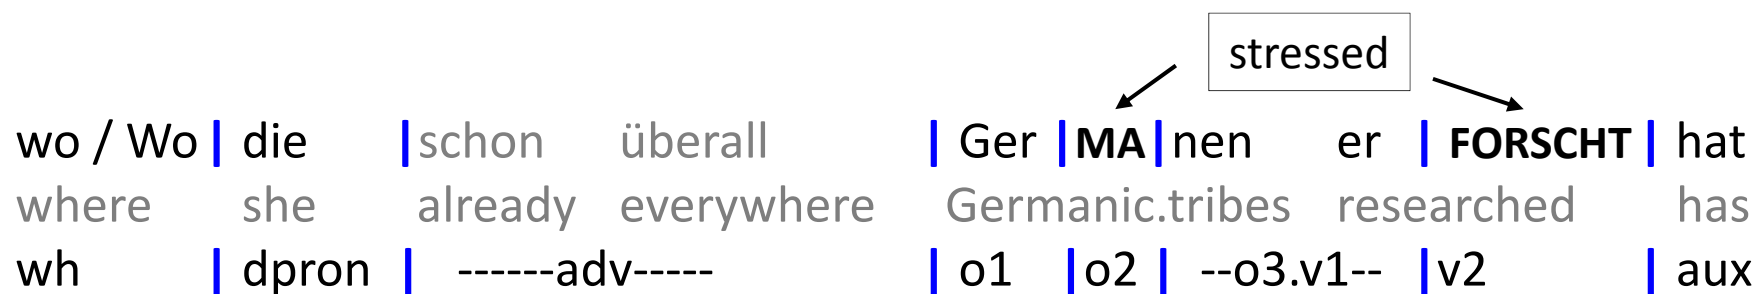 stressed
wo / Wo | die | schon überall | Ger | MA | nen er | FORSCHT | hat
where she already everywhere Germanic.tribes researched has
wh | dpron | ------adv----- | o1 | o2 | --o3.v1-- | v2 | aux